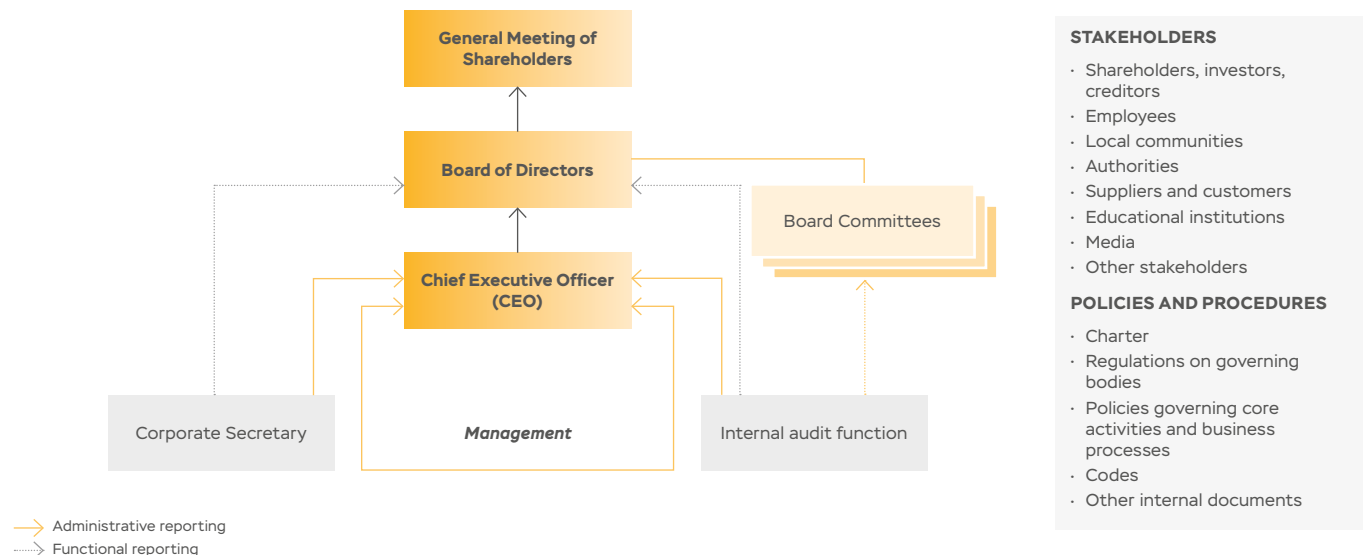 General Meeting of
Shareholders
Board of Directors
Board Committees
Chief Executive Officer
(CEO)
Corporate Secretary
Management
Internal audit function
Administrative reporting
Functional reporting
STAKEHOLDERS
· Shareholders, investors,
creditors
· Employees
· Local communities
· Authorities
· Suppliers and customers
· Educational institutions
· Media
· Other stakeholders
POLICIES AND PROCEDURES
· Charter
· Regulations on governing
bodies
· Policies governing core
activities and business
processes
· Codes
· Other internal documents